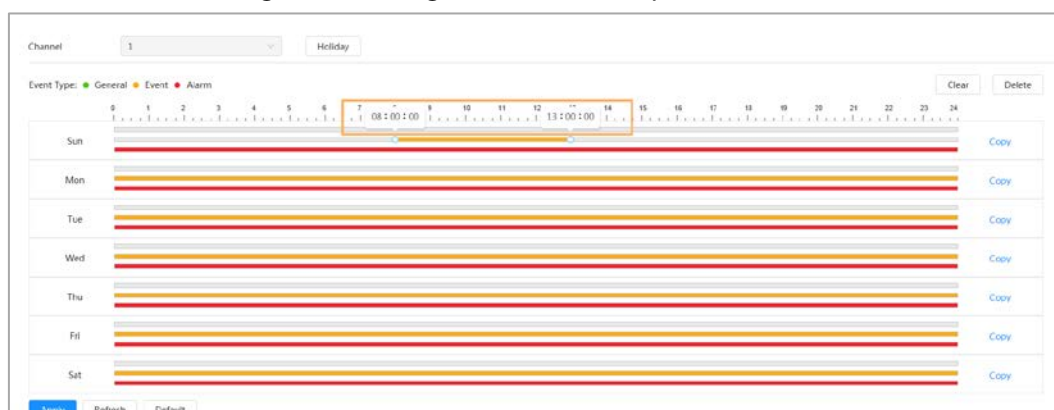 Channel 1 Holiday
Event Type: General Event Alarm Clear Delete
0 1 2 3 4 5 6 7 9 10 11 12 14 15 16 17 18 19 20 21 22 23 24
08:00:00 13:00:00
Sun Copy
Mon Copy
Tue Copy
Wed Copy
Thu Copy
Fri Copy
Sat Copy
Apply Refresh Default